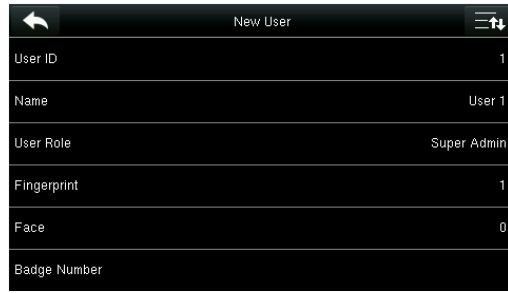 New User
User ID 1
Name User 1
User Role Super Admin
Fingerprint 1
Face 0
Badge Number